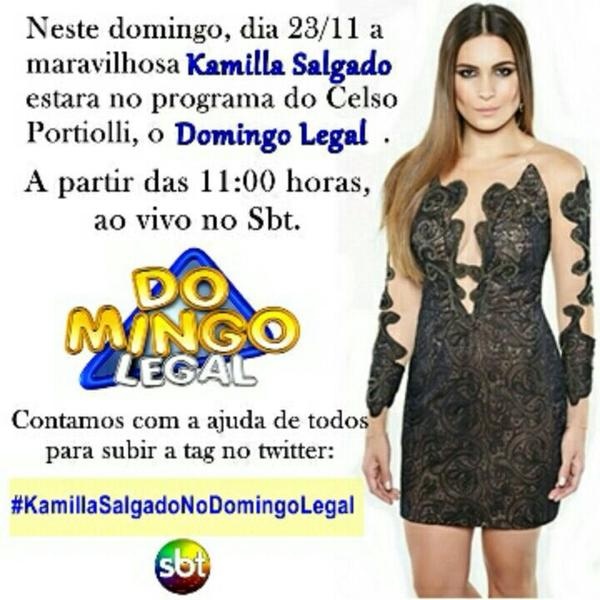 Neste domingo, dia 23/11 a
maravilhosa Kamilla Salgado
estara no programa do Celso
Portiolli, o Domingo Legal .
A partir das 11:00 horas,
ao vivo no Sbt.
DO
MINGO
LEGAL
Contamos com a ajuda de todos
para subir a tag no twitter:
#KamillaSalgadoNoDomingoLegal
sbt